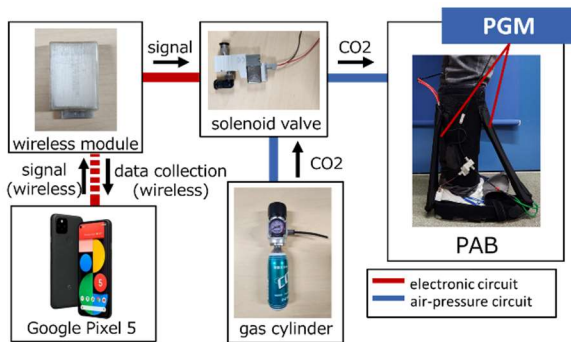 signal
CO2
PGM
wireless module
solenoid valve
signal
(wireless)
data collection
(wireless)
CO2
PAB
Google Pixel 5
gas cylinder
electronic circuit
air-pressure circuit